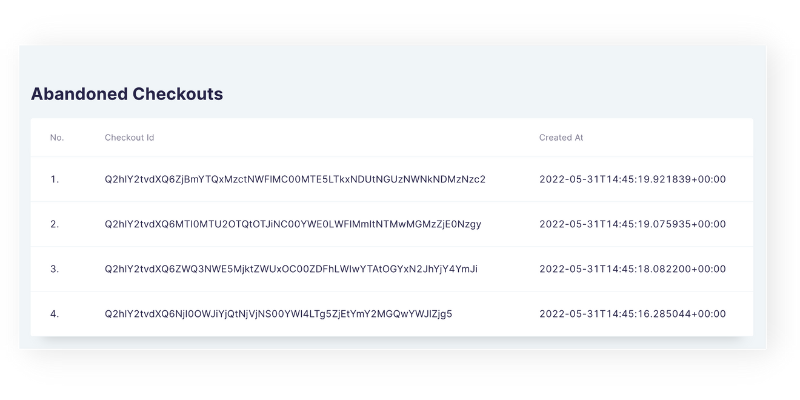 Abandoned Checkouts
No. Checkout Id Created At
1. Q2hlY2tvdXQ6ZjBmYTQxMzctNWFlMC00MTE5LTkxNDUtNGUzNWNkNDMzNzc2 2022-05-31T14:45:19.921839+00:00
2. Q2hlY2tvdXQ6MTI0MTU2OTQtOTJiNC00YWE0LWFlMmItNTMwMGMzZjE0Nzgy 2022-05-31T14:45:19.075935+00:00
3. Q2hlY2tvdXQ6ZWQ3NWE5MjktZWUxOC00ZDFhLWIwYTAtOGYxN2JhYjY4YmJi 2022-05-31T14:45:18.082200+00:00
4. Q2hlY2tvdXQ6NjI0OWJiYjQtNjVjNS00YWI4LTg5ZjEtYmY2MGQwYWJlZjg5 2022-05-31T14:45:16.285044+00:00